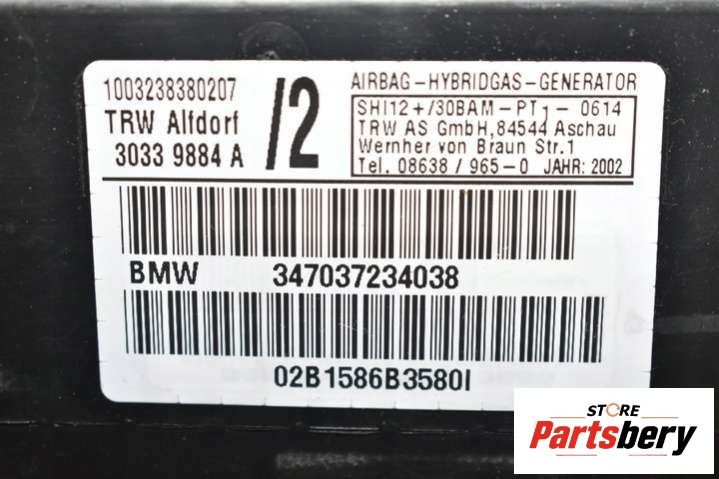 1003238380207
TRW Alfdorf
3033 9884 A
/2
AIRBAG-HYBRIDGAS-GENERATOR
SHI12+/30BAM-PT1- 0614
TRW AS GmbH,84544 Aschau
Wernher von Braun Str.1
Tel. 08638 / 965-0 JAHR: 2002
BMW 347037234038
02B1586B3580I
STORE
Partsbery